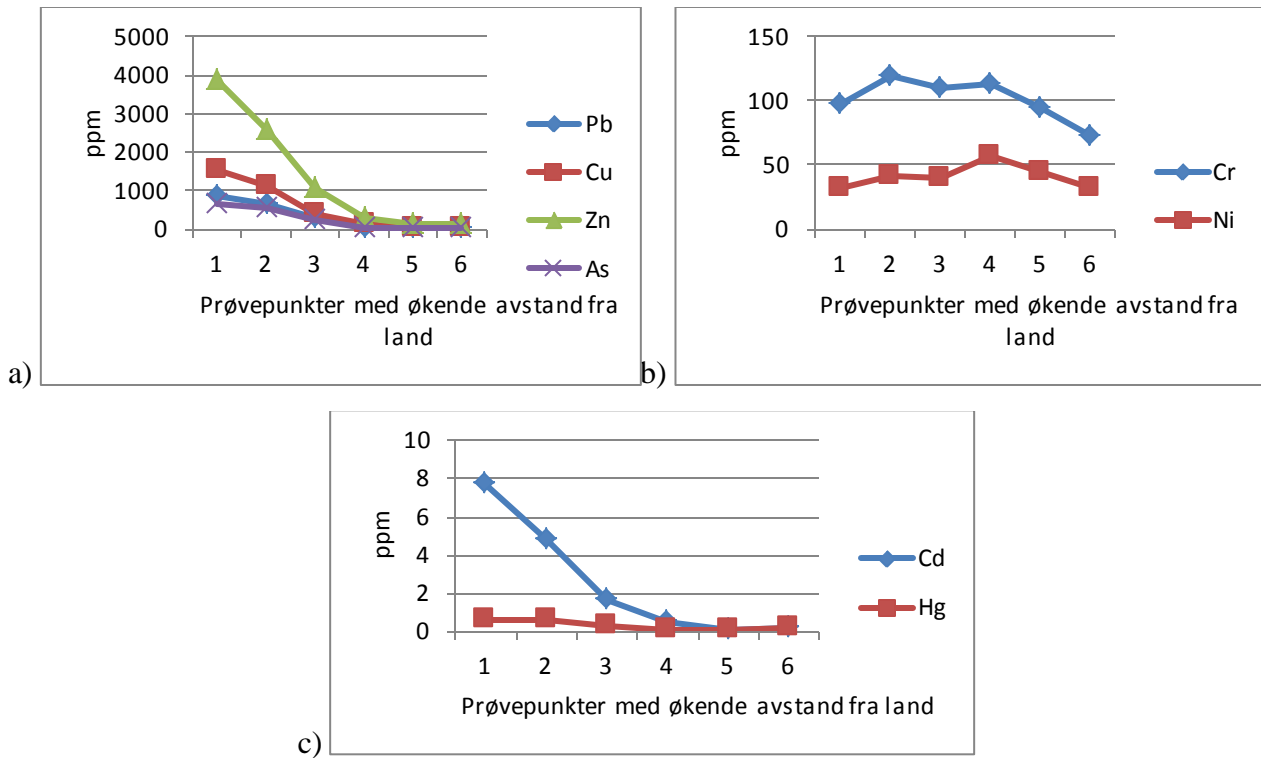 5000
4000
3000
2000
1000
0
ppm
1 2 3 4 5 6
Prøvepunkter med økende avstand fra
land
Pb
Cu
Zn
As
a)
150
100
50
0
ppm
1 2 3 4 5 6
Prøvepunkter med økende avstand fra
land
Cr
Ni
b)
10
8
6
4
2
0
ppm
1 2 3 4 5 6
Prøvepunkter med økende avstand fra land
Cd
Hg
c)